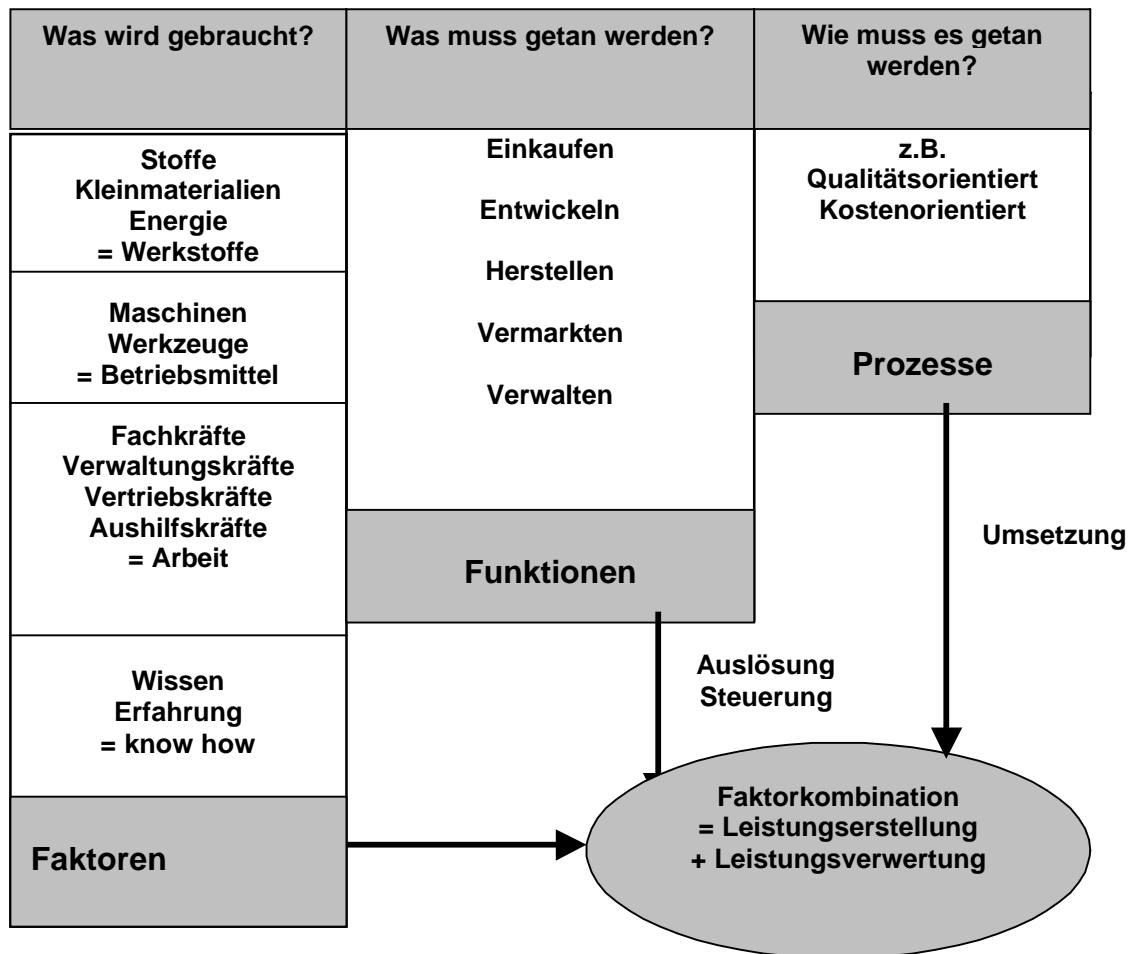 Was wird gebraucht?
Was muss getan werden?
Wie muss es getan
werden?
Stoffe
Kleinmaterialien
Energie
= Werkstoffe
Maschinen
Werkzeuge
= Betriebsmittel
Fachkräfte
Verwaltungskräfte
Vertriebskräfte
Aushilfskräfte
= Arbeit
Wissen
Erfahrung
= know how
Faktoren
Einkaufen
Entwickeln
Herstellen
Vermarkten
Verwalten
Funktionen
z.B.
Qualitätsorientiert
Kostenorientiert
Prozesse
Umsetzung
Auslösung
Steuerung
Faktorkombination
= Leistungserstellung
+ Leistungsverwertung